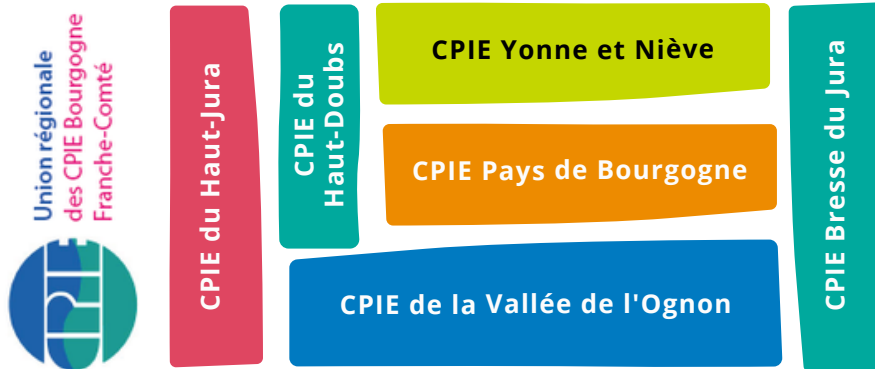 Union régionale
des CPIE Bourgogne
Franche-Comté
CPIE
CPIE du Haut-Jura
CPIE du
Haut-Doubs
CPIE Yonne et Niève
CPIE Pays de Bourgogne
CPIE de la Vallée de l'Ognon
CPIE Bresse du Jura